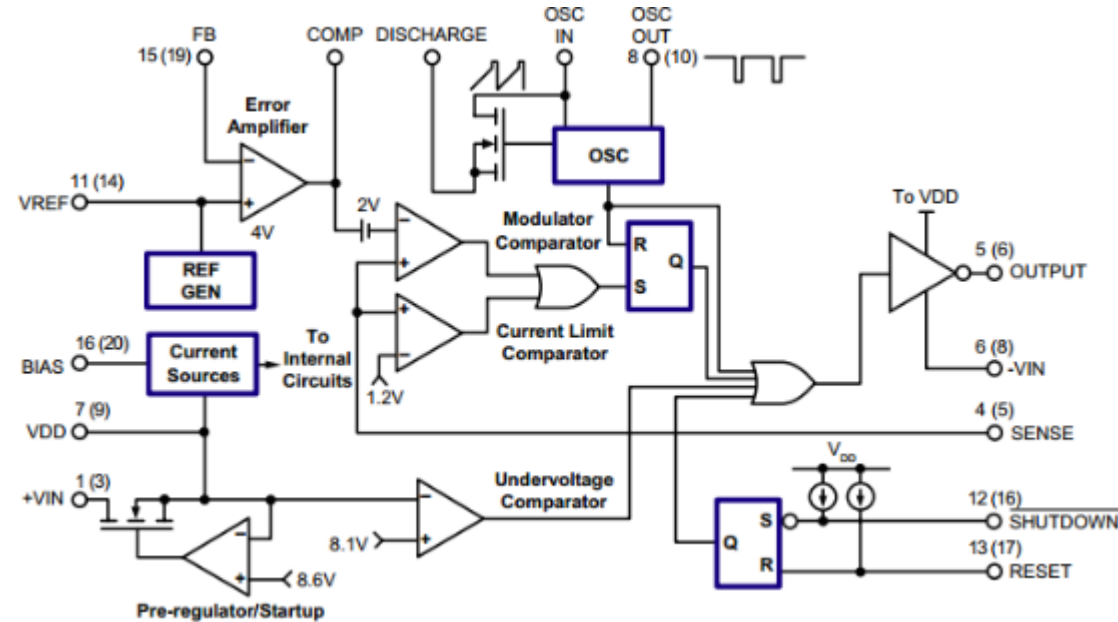 FB
15 (19)
COMP
DISCHARGE
OSC
IN
OSC
OUT
8 (10)
Error
Amplifier
−
+
4V
11 (14)
VREF
REF
GEN
OSC
2V
−
+
Modulator
Comparator
+
−
1.2V
Current Limit
Comparator
R
Q
S
To VDD
5 (6)
OUTPUT
6 (8)
-VIN
4 (5)
SENSE
16 (20)
BIAS
Current
Sources
To
Internal
Circuits
7 (9)
VDD
1 (3)
+VIN
−
+
8.6V
Pre-regulator/Startup
Undervoltage
Comparator
−
+
8.1V
VDD
S
Q
R
12 (16)
SHUTDOWN
13 (17)
RESET